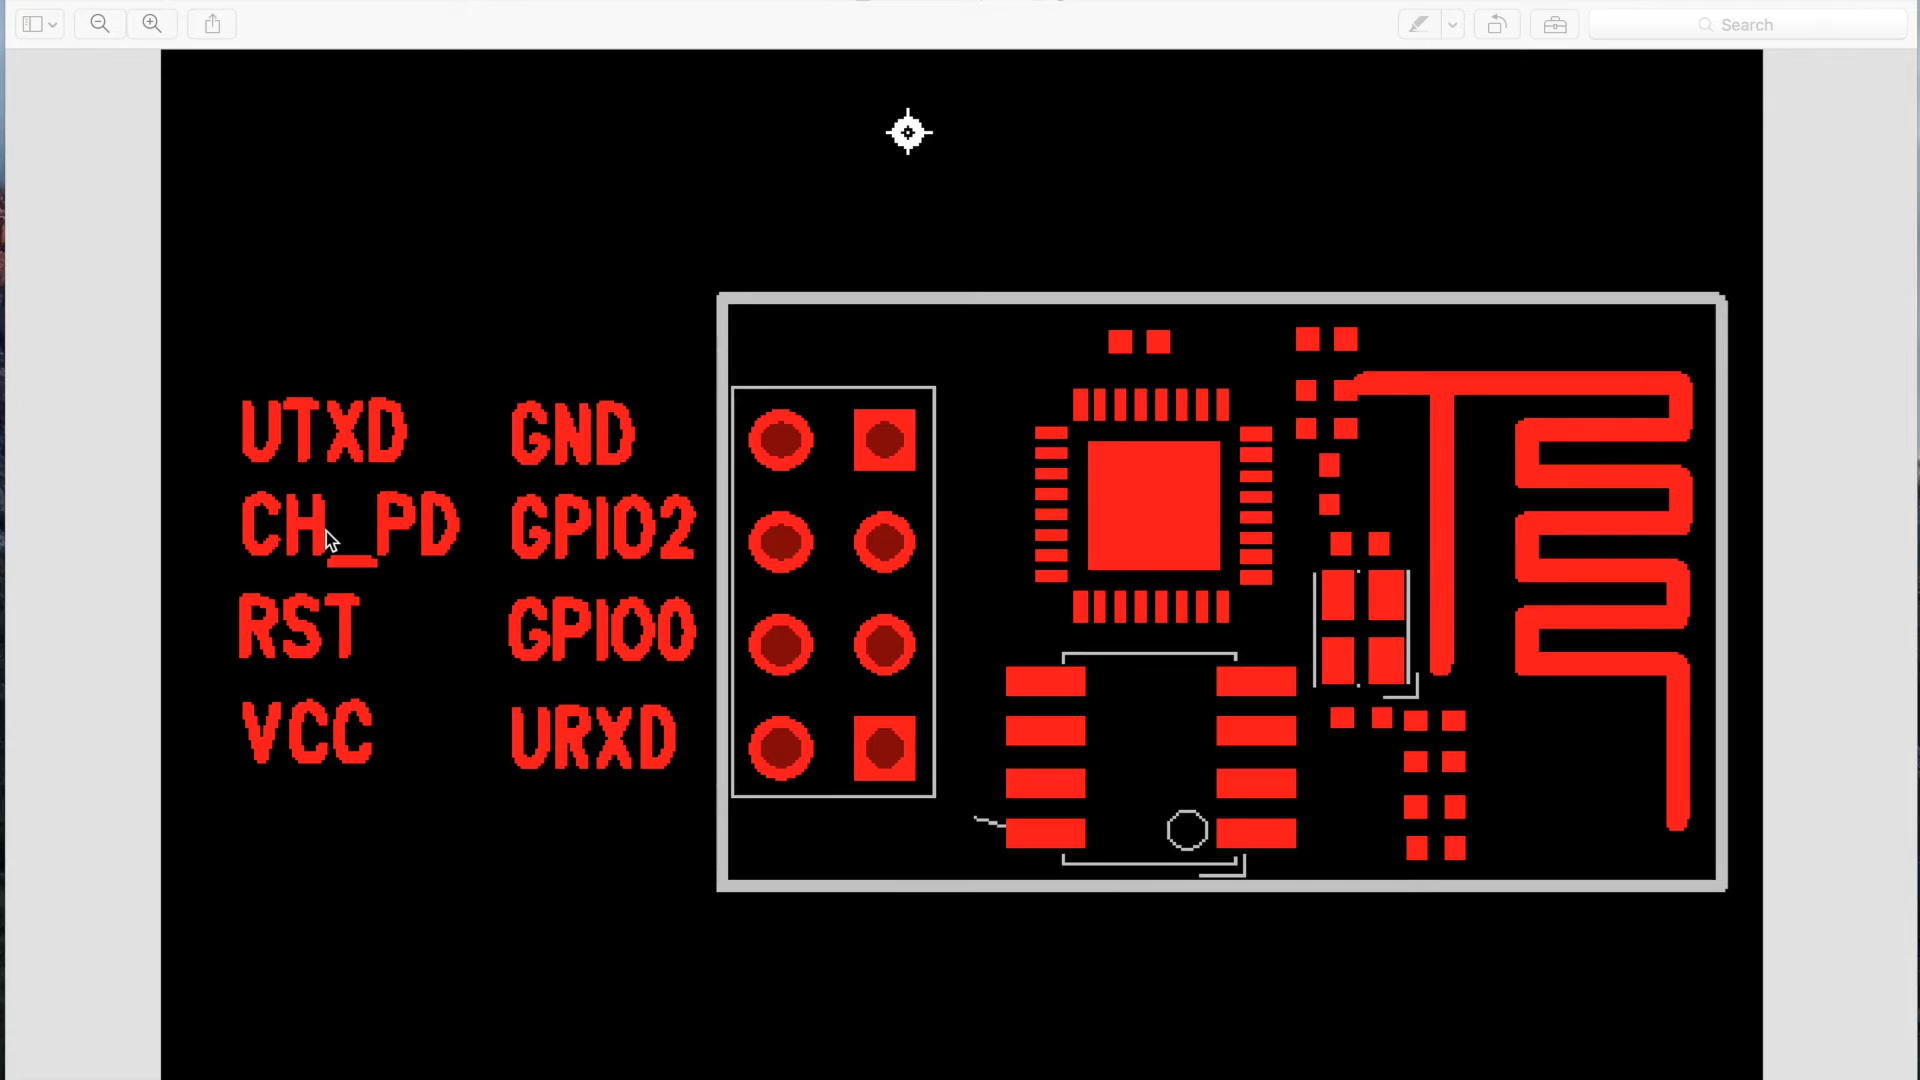 Search
UTXD GND
CH_PD GPIO2
RST GPIO0
VCC URXD